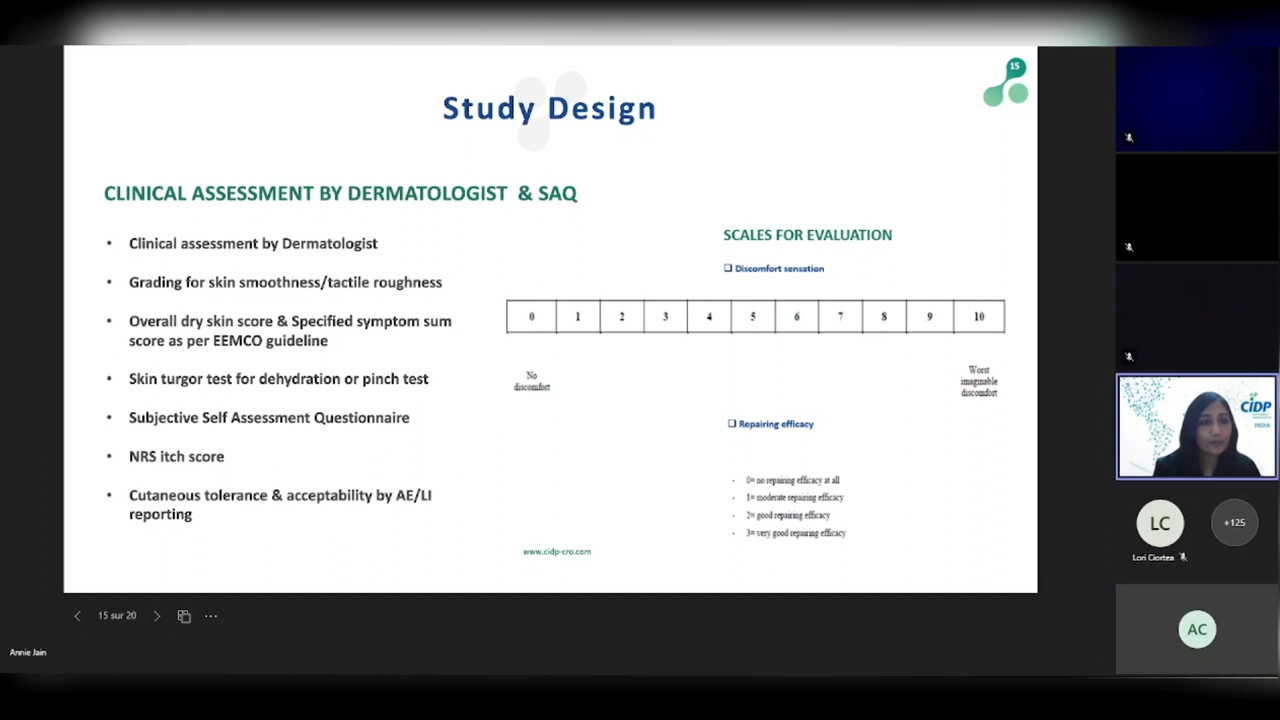 15
Study Design
CLINICAL ASSESSMENT BY DERMATOLOGIST & SAQ
• Clinical assessment by Dermatologist
• Grading for skin smoothness/tactile roughness
• Overall dry skin score & Specified symptom sum
score as per EEMCO guideline
• Skin turgor test for dehydration or pinch test
• Subjective Self Assessment Questionnaire
• NRS itch score
• Cutaneous tolerance & acceptability by AE/LI
reporting
SCALES FOR EVALUATION
❑ Discomfort sensation
0 1 2 3 4 5 6 7 8 9 10
No
discomfort
Worst
imaginable
discomfort
❑ Repairing efficacy
- 0= no repairing efficacy at all
- 1= moderate repairing efficacy
- 2= good repairing efficacy
- 3= very good repairing efficacy
www.cidp-cro.com
15 sur 20
Annie Jain
CiDP
INDIA
LC
+125
Lori Ciortea
AC